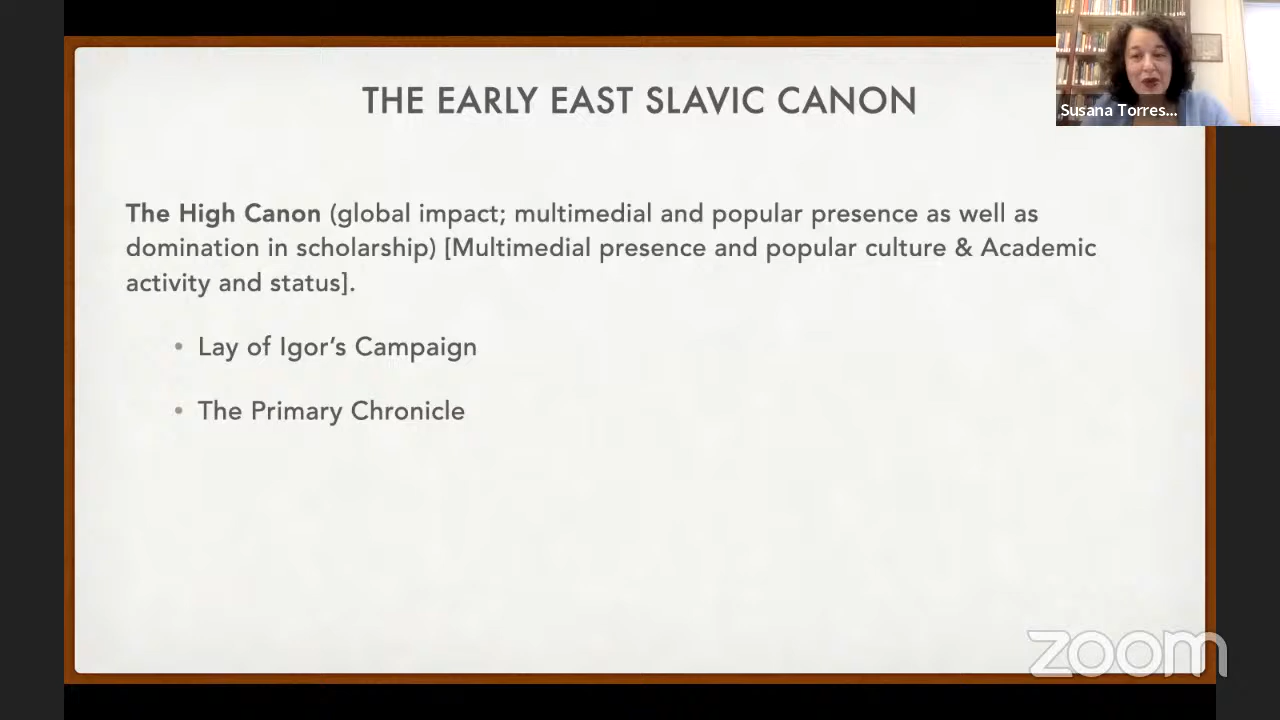 THE EARLY EAST SLAVIC CANON
Susana Torres...
The High Canon (global impact; multimedial and popular presence as well as
domination in scholarship) [Multimedial presence and popular culture & Academic
activity and status].
• Lay of Igor’s Campaign
• The Primary Chronicle
zoom